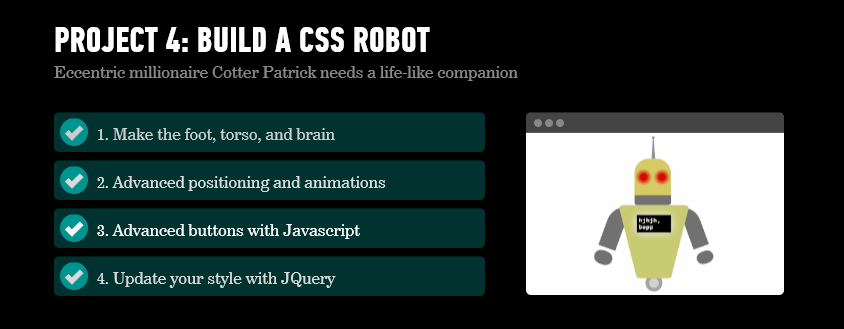 PROJECT 4: BUILD A CSS ROBOT
Eccentric millionaire Cotter Patrick needs a life-like companion
1. Make the foot, torso, and brain
2. Advanced positioning and animations
3. Advanced buttons with Javascript
4. Update your style with JQuery
hjhjh,
bepp